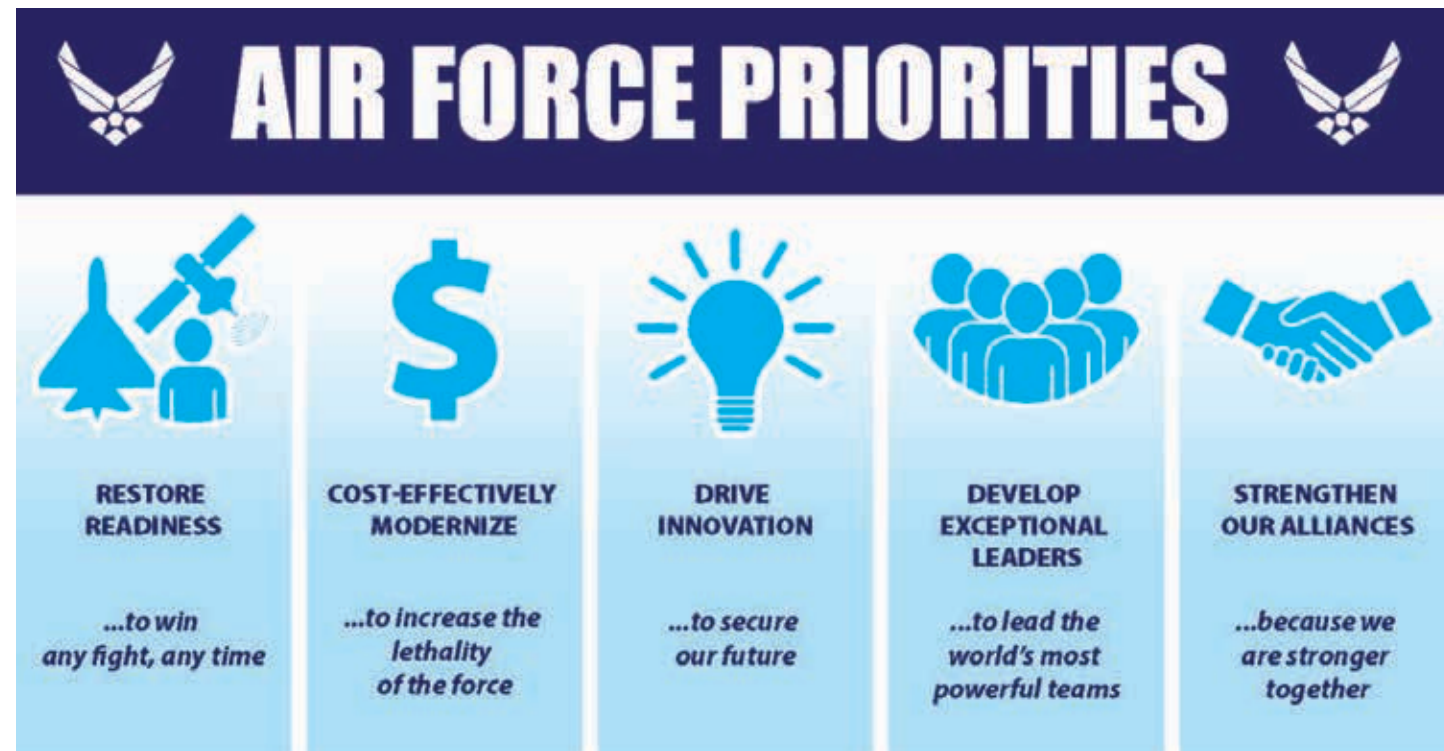 AIR FORCE PRIORITIES
RESTORE
READINESS
...to win
any fight, any time
COST-EFFECTIVELY
MODERNIZE
...to increase the
lethality
of the force
DRIVE
INNOVATION
...to secure
our future
DEVELOP
EXCEPTIONAL
LEADERS
...to lead the
world's most
powerful teams
STRENGTHEN
OUR ALLIANCES
...because we
are stronger
together